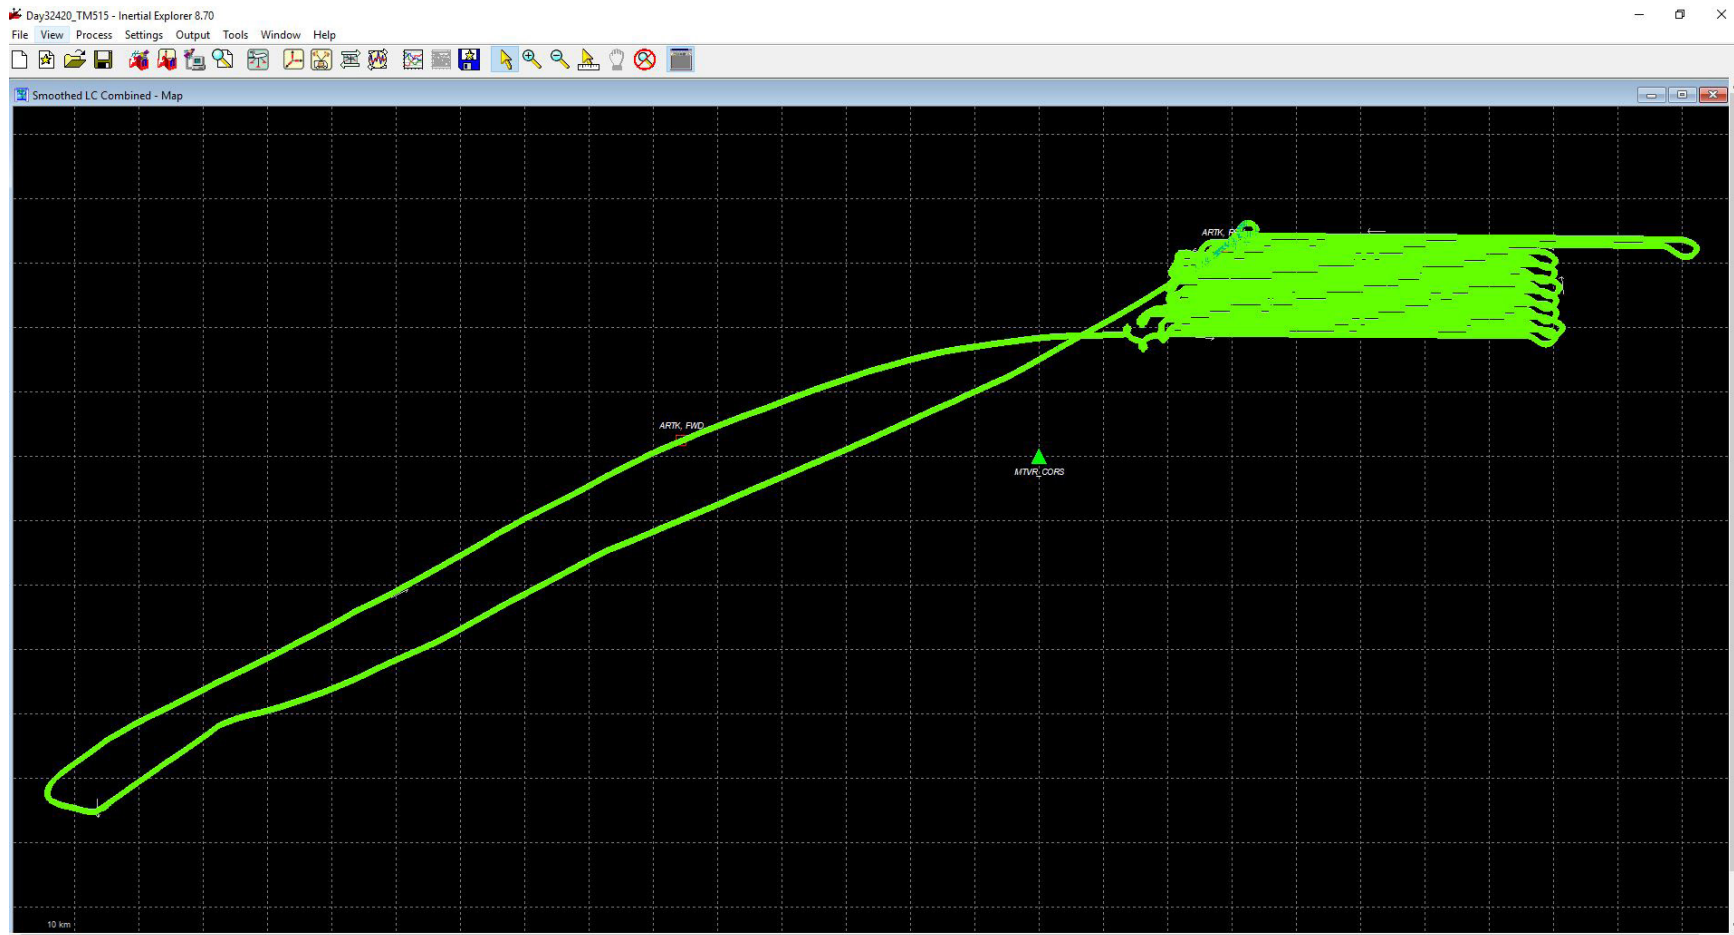 Day32420_TM515 - Inertial Explorer 8.70
File View Process Settings Output Tools Window Help
Smoothed LC Combined - Map
ARTK, F
ARTK, FWD
MTVR_CORS
10 km